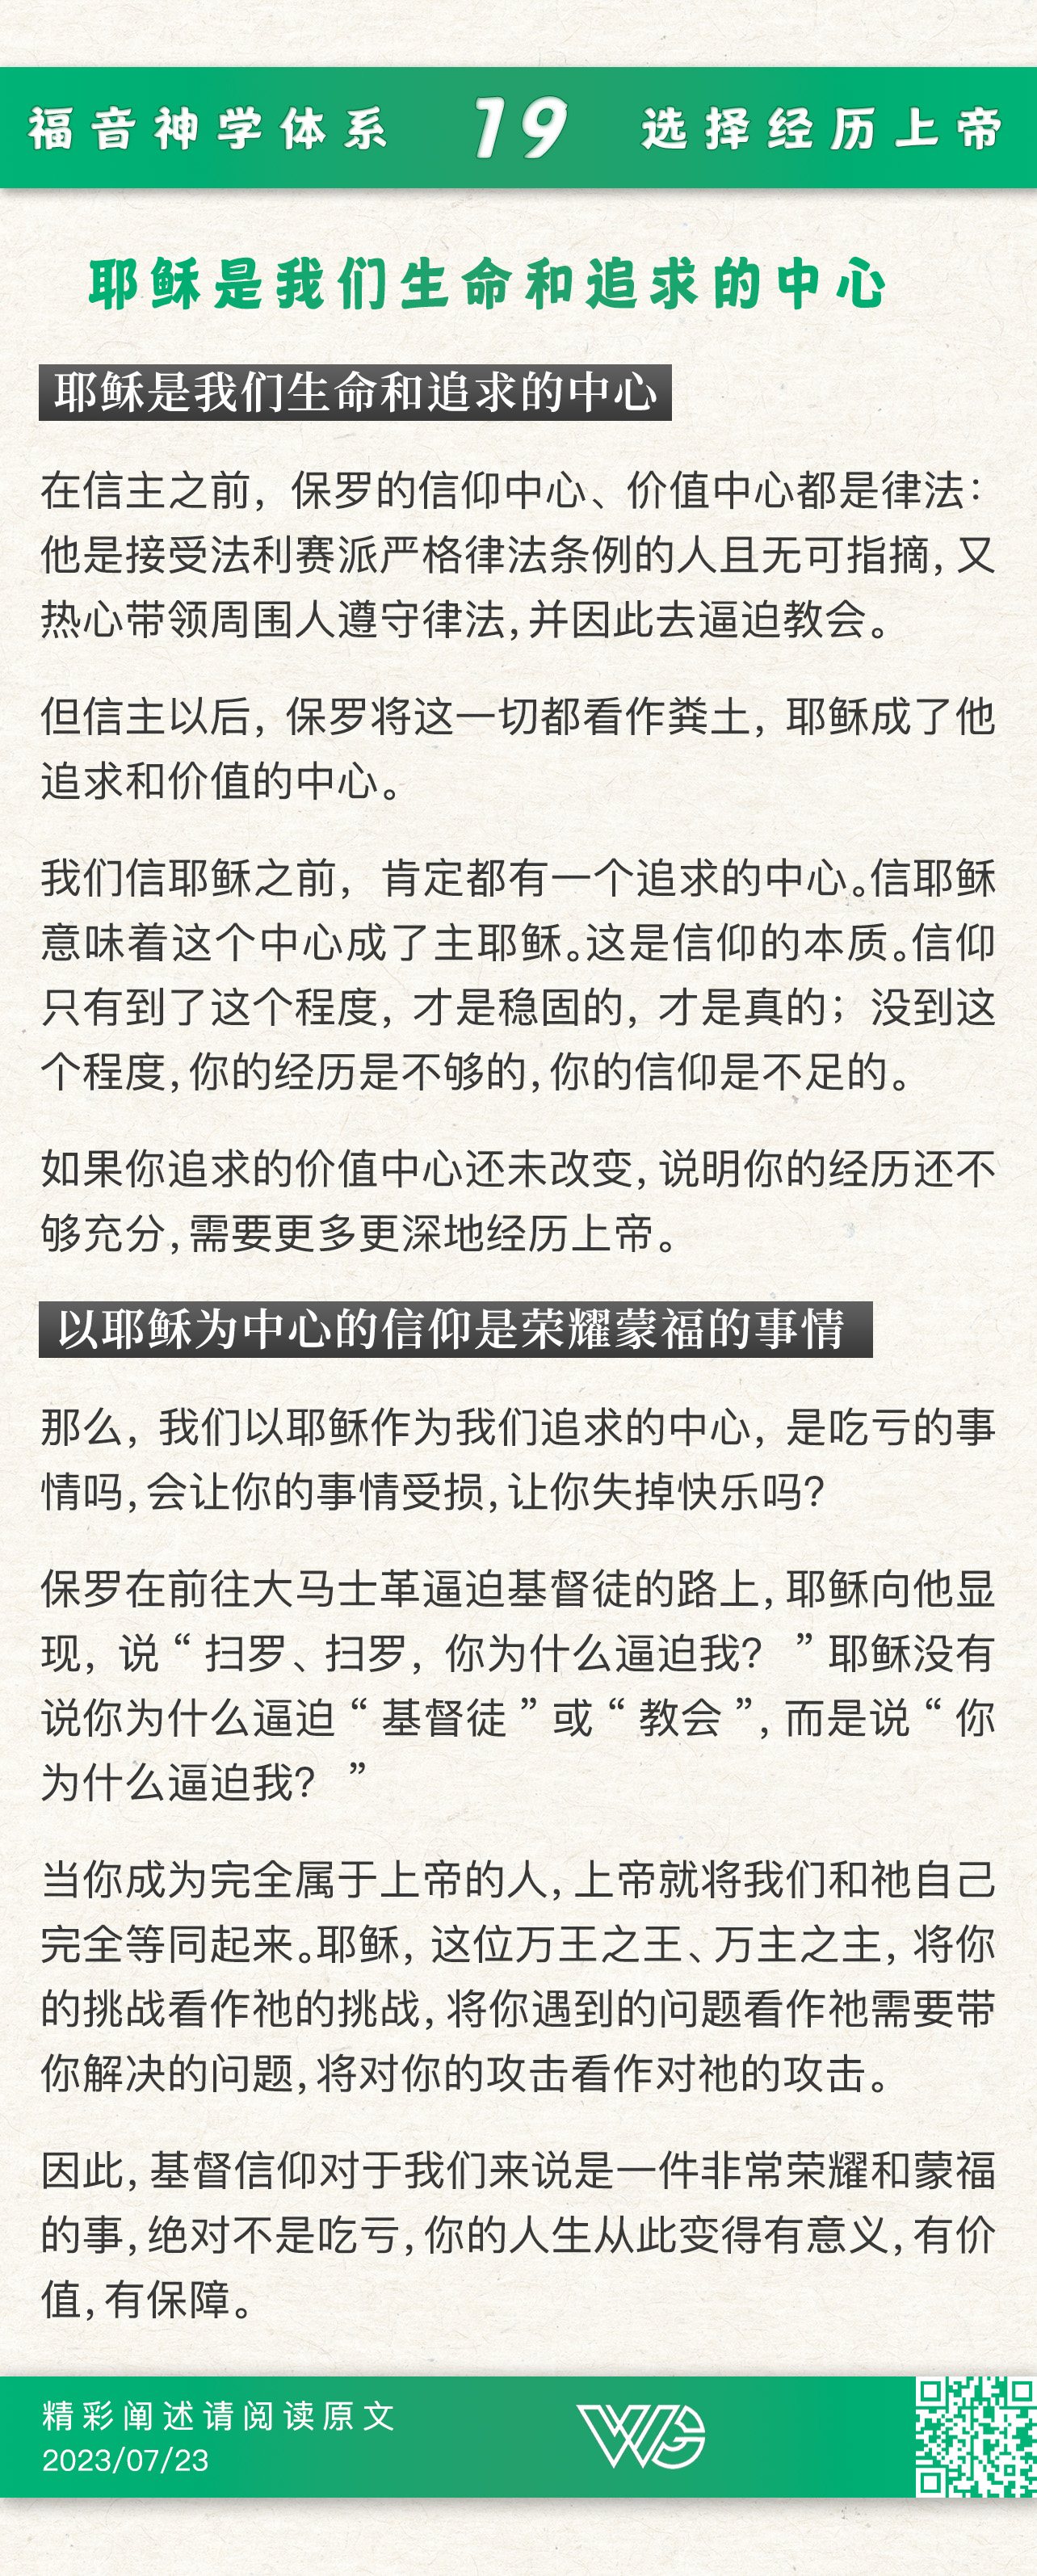 福音神学体系 19 选择经历上帝
耶稣是我们生命和追求的中心
耶稣是我们生命和追求的中心
在信主之前，保罗的信仰中心、价值中心都是律法：
他是接受法利赛派严格律法条例的人且无可指摘，又
热心带领周围人遵守律法，并因此去逼迫教会。
但信主以后，保罗将这一切都看作粪土，耶稣成了他
追求和价值的中心。
我们信耶稣之前，肯定都有一个追求的中心。信耶稣
意味着这个中心成了主耶稣。这是信仰的本质。信仰
只有到了这个程度，才是稳固的，才是真的；没到这
个程度，你的经历是不够的，你的信仰是不足的。
如果你追求的价值中心还未改变，说明你的经历还不
够充分，需要更多更深地经历上帝。
以耶稣为中心的信仰是荣耀蒙福的事情
那么，我们以耶稣作为我们追求的中心，是吃亏的事
情吗，会让你的事情受损，让你失掉快乐吗？
保罗在前往大马士革逼迫基督徒的路上，耶稣向他显
现，说“扫罗、扫罗，你为什么逼迫我？”耶稣没有
说你为什么逼迫“基督徒”或“教会”，而是说“你
为什么逼迫我？”
当你成为完全属于上帝的人，上帝就将我们和祂自己
完全等同起来。耶稣，这位万王之王、万主之主，将你
的挑战看作祂的挑战，将你遇到的问题看作祂需要带
你解决的问题，将对你的攻击看作对祂的攻击。
因此，基督信仰对于我们来说是一件非常荣耀和蒙福
的事，绝对不是吃亏，你的人生从此变得有意义，有价
值，有保障。
精彩阐述请阅读原文
2023/07/23